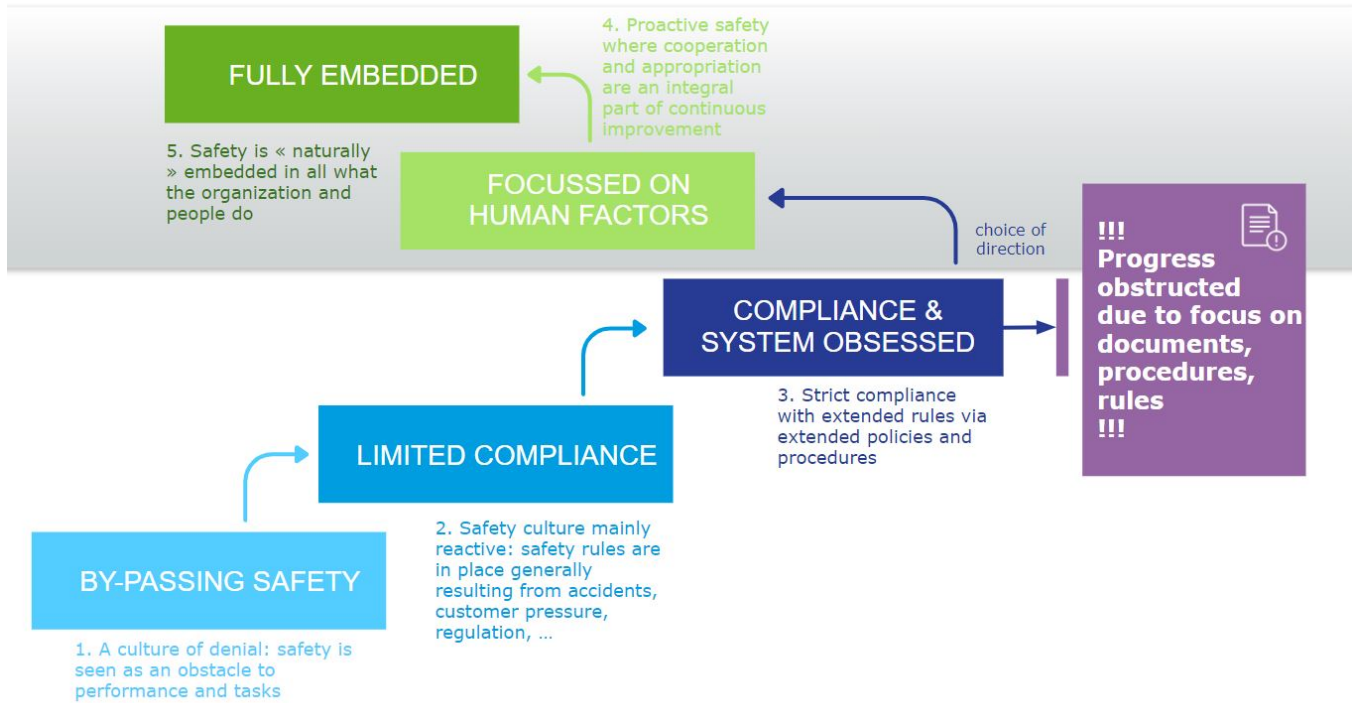 FULLY EMBEDDED
4. Proactive safety
where cooperation
and appropriation
are an integral
part of continuous
improvement
5. Safety is « naturally
» embedded in all what
the organization and
people do
FOCUSSED ON
HUMAN FACTORS
choice of
direction
!!!
Progress
obstructed
due to focus on
documents,
procedures,
rules
!!!
COMPLIANCE &
SYSTEM OBSESSED
3. Strict compliance
with extended rules via
extended policies and
procedures
LIMITED COMPLIANCE
2. Safety culture mainly
reactive: safety rules are
in place generally
resulting from accidents,
customer pressure,
regulation, …
BY-PASSING SAFETY
1. A culture of denial: safety is
seen as an obstacle to
performance and tasks